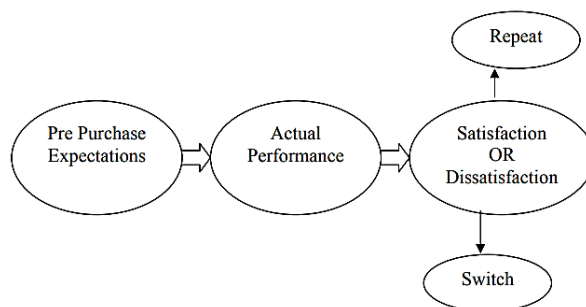 Repeat
Pre Purchase
Expectations
Actual
Performance
Satisfaction
OR
Dissatisfaction
Switch